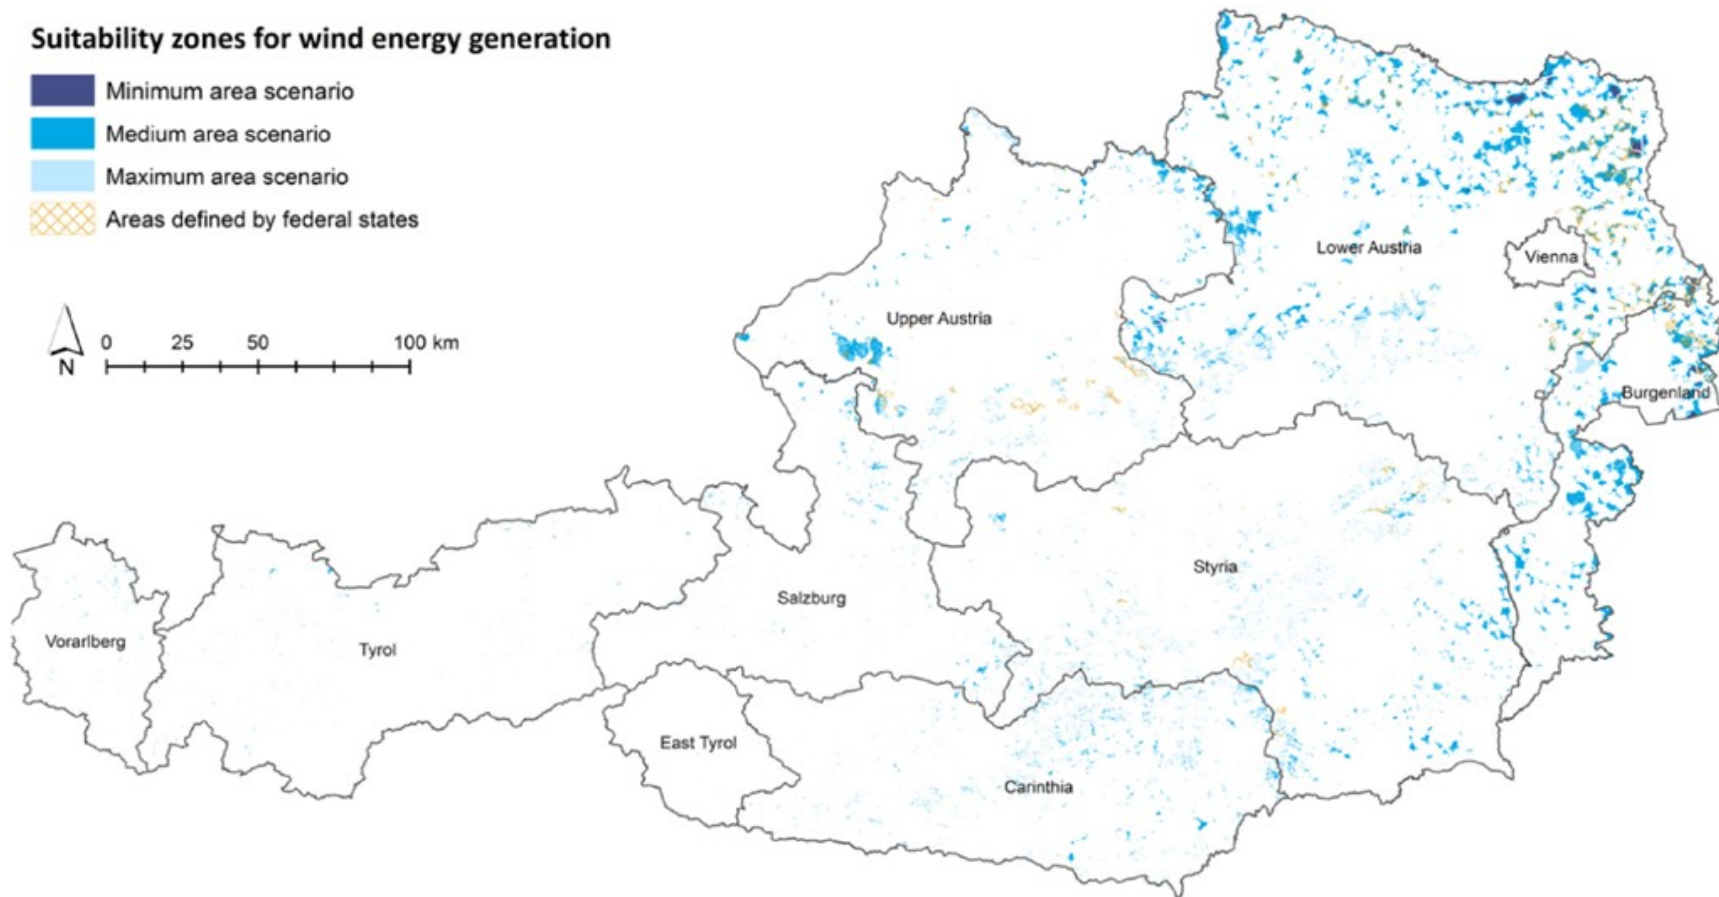 Suitability zones for wind energy generation
Minimum area scenario
Medium area scenario
Maximum area scenario
Areas defined by federal states
N
0 25 50 100 km
Lower Austria
Vienna
Upper Austria
Burgenland
Styria
Salzburg
Vorarlberg
Tyrol
East Tyrol
Carinthia